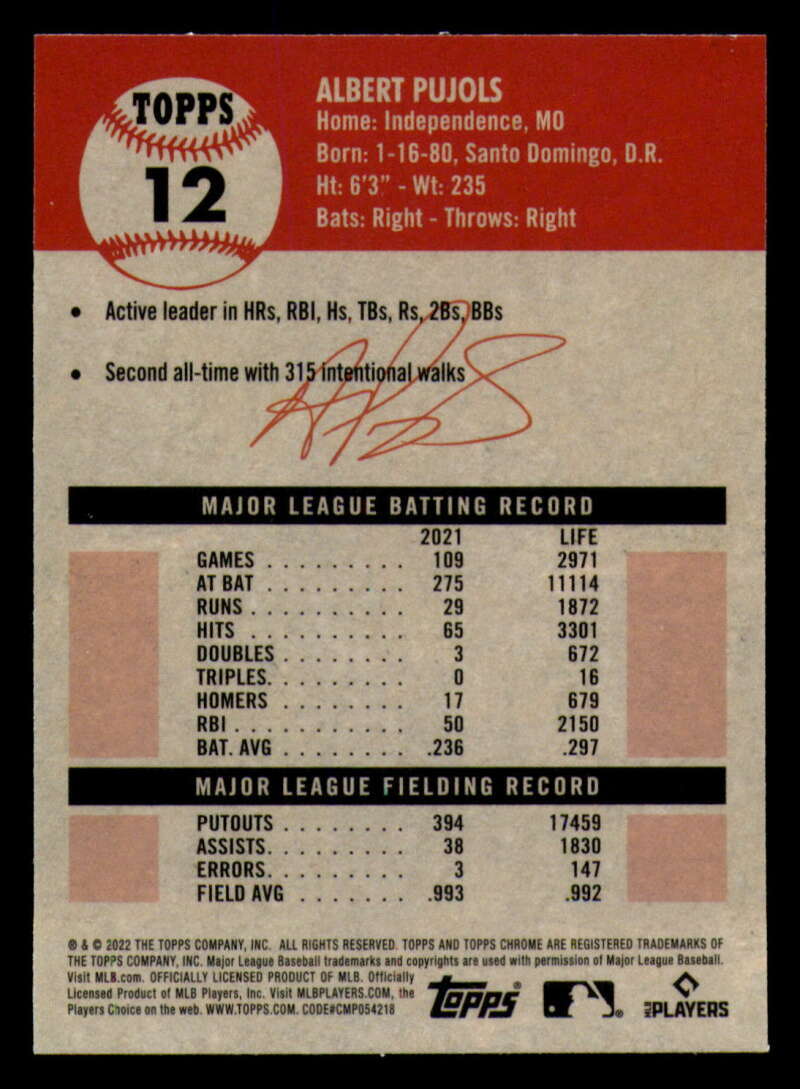 TOPPS
12
ALBERT PUJOLS
Home: Independence, MO
Born: 1-16-80, Santo Domingo, D.R.
Ht: 6'3" - Wt: 235
Bats: Right - Throws: Right
• Active leader in HRs, RBI, Hs, TBs, Rs, 2Bs, BBs
• Second all-time with 315 intentional walks
MAJOR LEAGUE BATTING RECORD
2021 LIFE
GAMES . . . . . . . . . 109 2971
AT BAT . . . . . . . . . 275 11114
RUNS . . . . . . . . . . 29 1872
HITS . . . . . . . . . . 65 3301
DOUBLES . . . . . . . . 3 672
TRIPLES. . . . . . . . . 0 16
HOMERS . . . . . . . . 17 679
RBI . . . . . . . . . . . 50 2150
BAT. AVG . . . . . . . . .236 .297
MAJOR LEAGUE FIELDING RECORD
PUTOUTS . . . . . . . . 394 17459
ASSISTS. . . . . . . . . 38 1830
ERRORS. . . . . . . . . 3 147
FIELD AVG . . . . . . . .993 .992
® & © 2022 THE TOPPS COMPANY, INC. ALL RIGHTS RESERVED. TOPPS AND TOPPS CHROME ARE REGISTERED TRADEMARKS OF
THE TOPPS COMPANY, INC. Major League Baseball trademarks and copyrights are used with permission of Major League Baseball.
Visit MLB.com. OFFICIALLY LICENSED PRODUCT OF MLB. Officially
Licensed Product of MLB Players, Inc. Visit MLBPLAYERS.COM, the
Players Choice on the web. WWW.TOPPS.COM. CODE#CMP054218
Topps® ® MLB PLAYERS